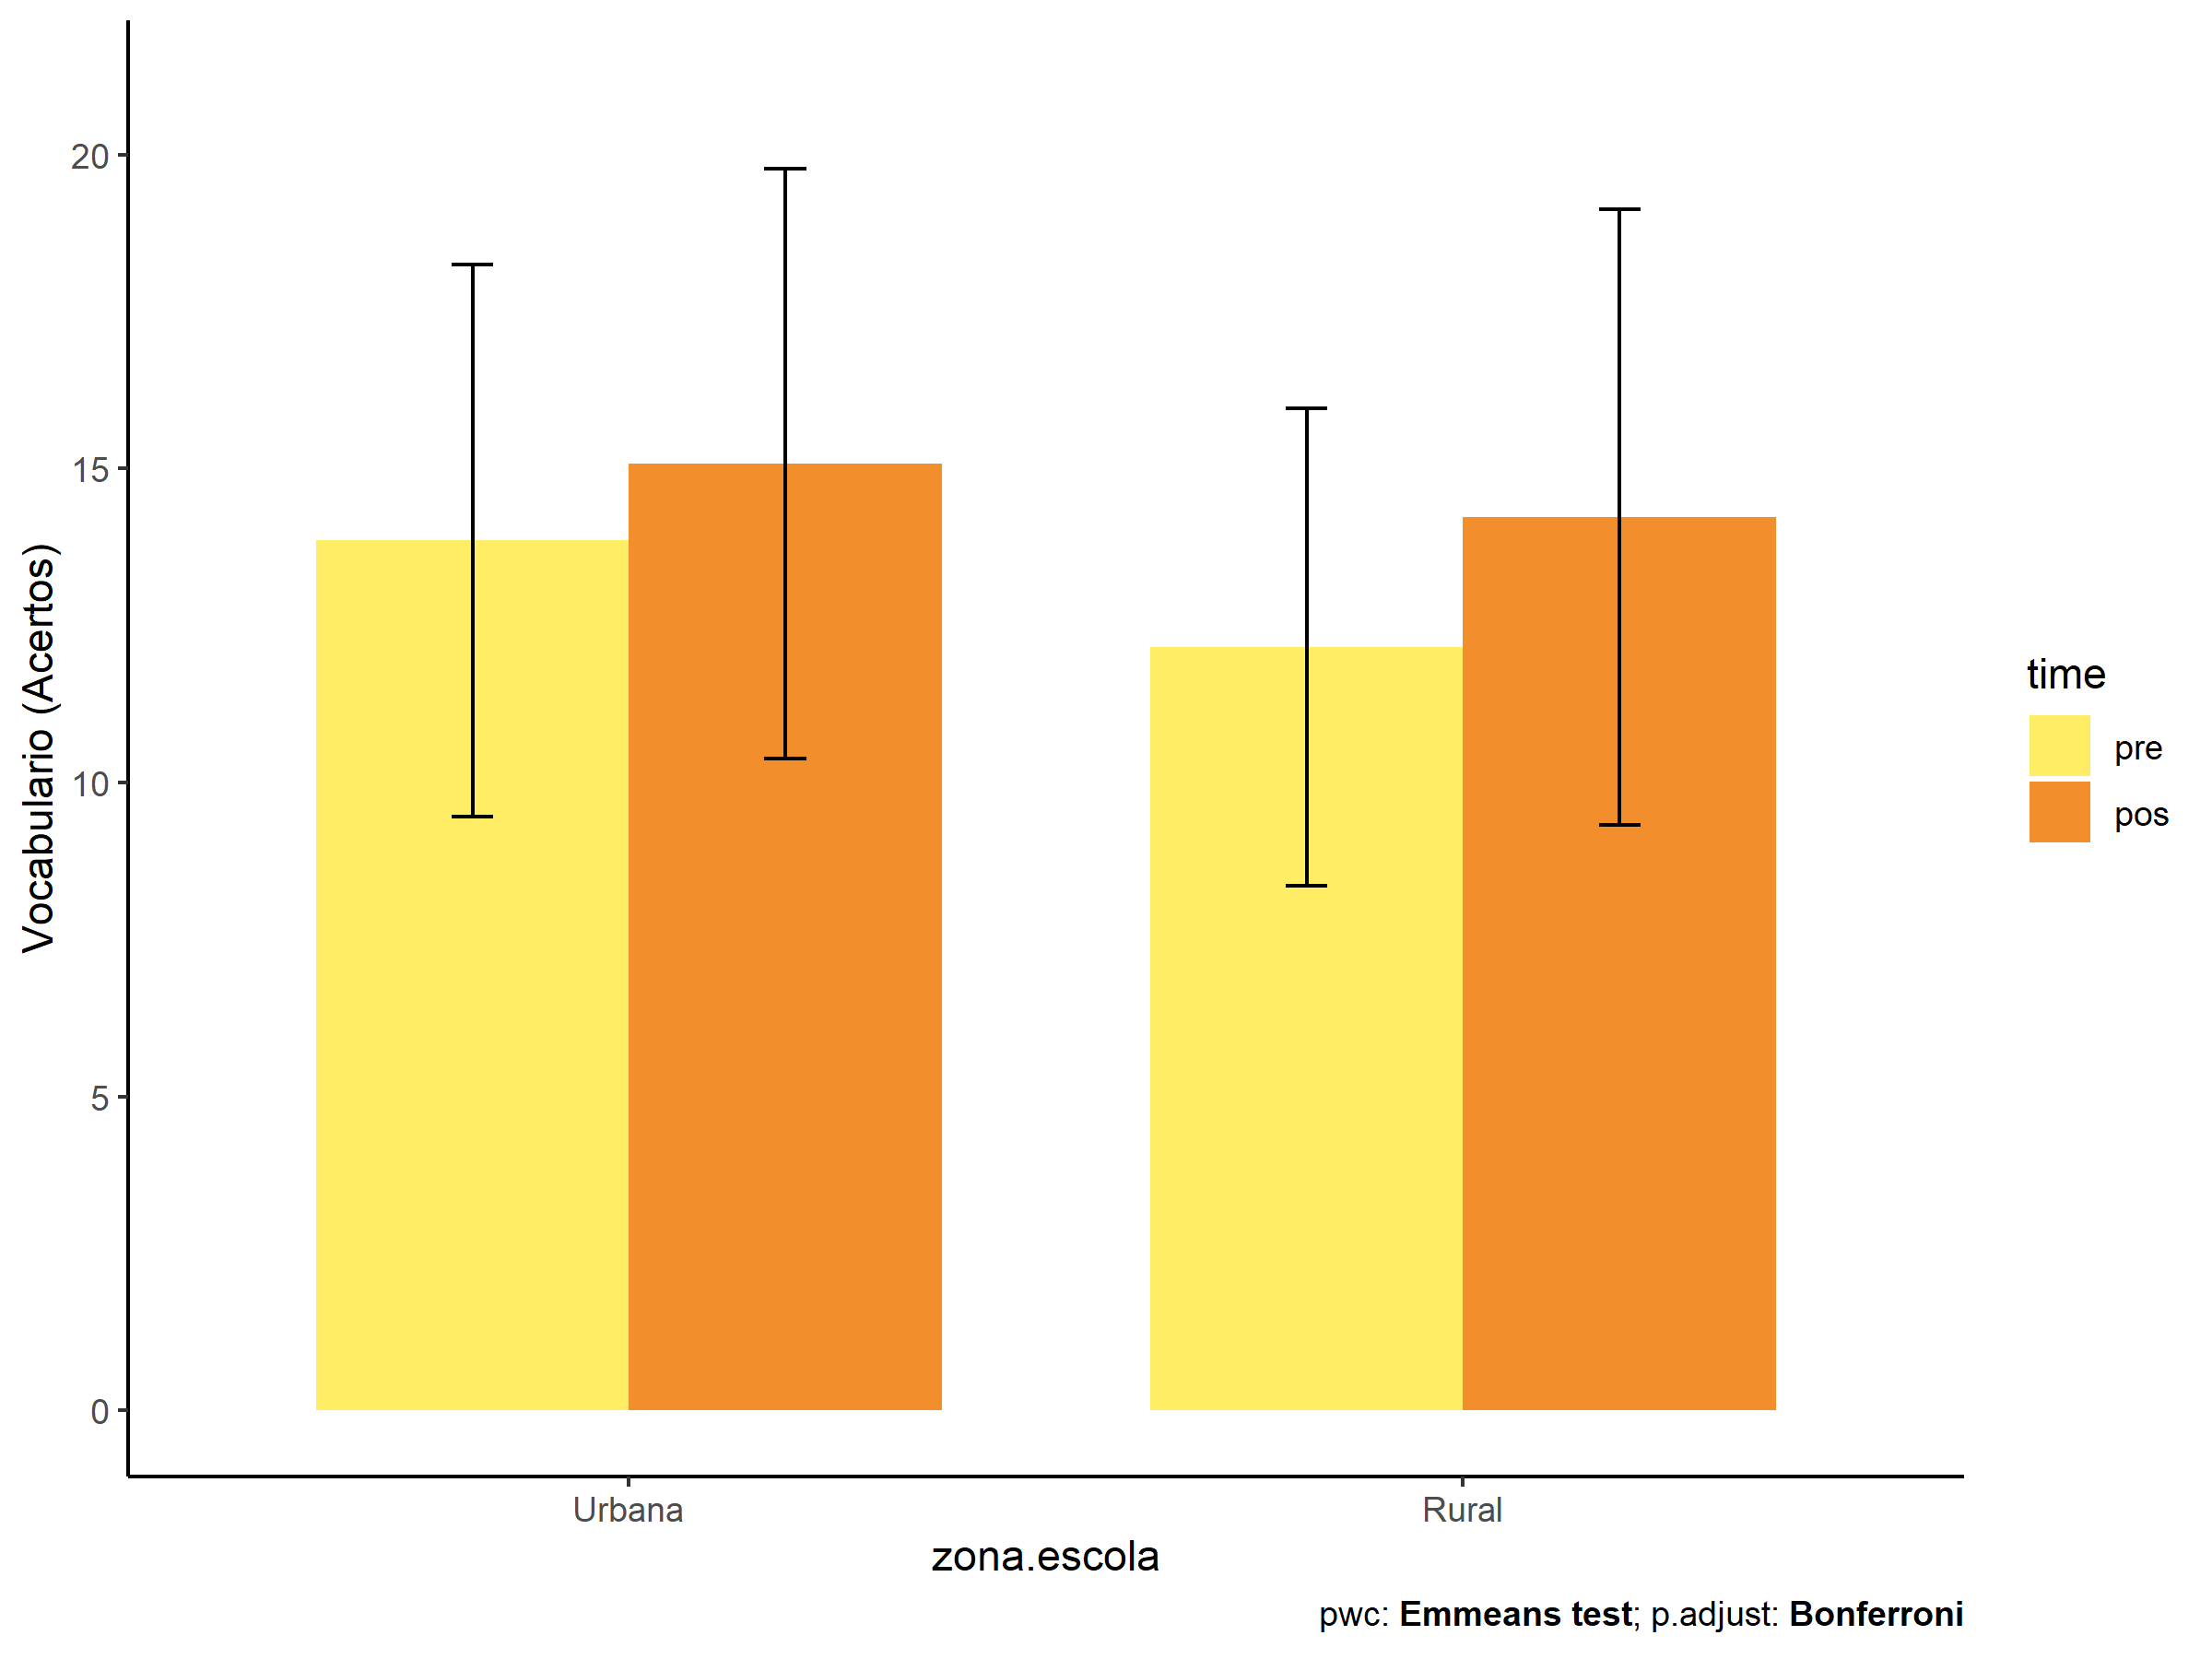 20
15
10
5
0
Vocabulario (Acertos)
Urbana
Rural
zona.escola
time
pre
pos
pwc: Emmeans test; p.adjust: Bonferroni